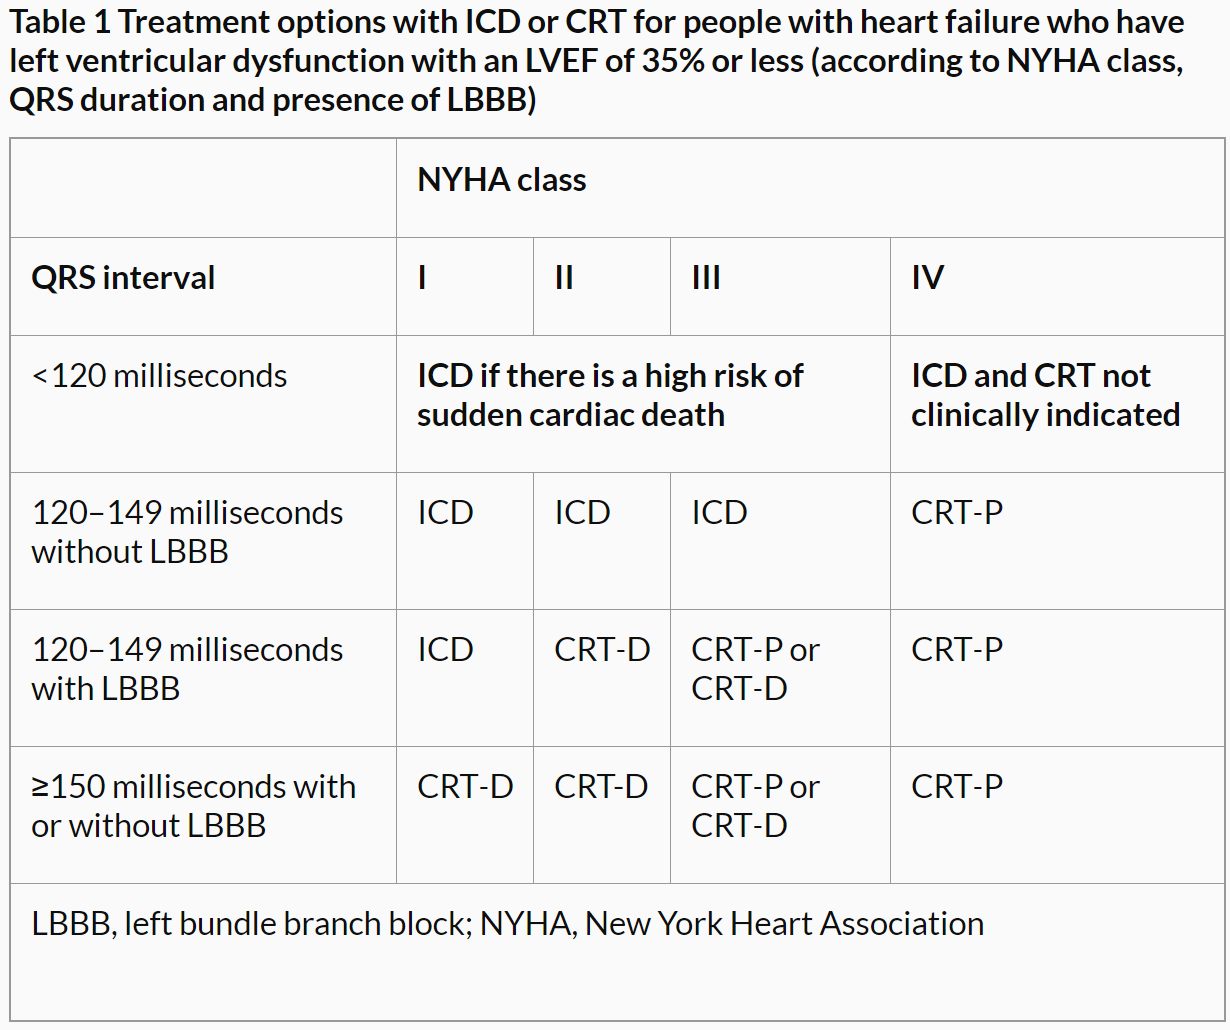 Table 1 Treatment options with ICD or CRT for people with heart failure who have
left ventricular dysfunction with an LVEF of 35% or less (according to NYHA class,
QRS duration and presence of LBBB)
NYHA class
QRS interval I II III IV
<120 milliseconds
ICD if there is a high risk of
sudden cardiac death
ICD and CRT not
clinically indicated
120–149 milliseconds
without LBBB
ICD
ICD
ICD
CRT-P
120–149 milliseconds
with LBBB
ICD
CRT-D
CRT-P or
CRT-D
CRT-P
≥150 milliseconds with
or without LBBB
CRT-D
CRT-D
CRT-P or
CRT-D
CRT-P
LBBB, left bundle branch block; NYHA, New York Heart Association